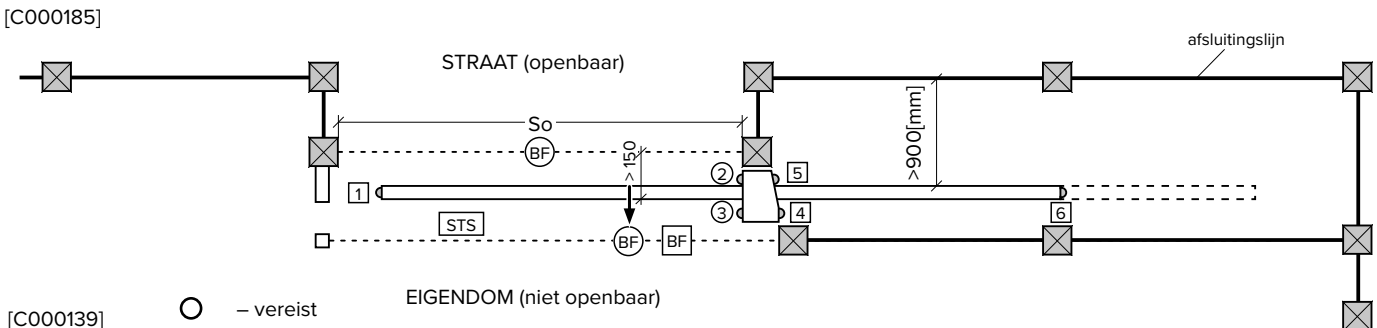 [C000185]
afsluitingslijn
STRAAT (openbaar)
So
BF
>150
>900[mm]
1
2
5
3
4
6
STS
BF
BF
EIGENDOM (niet openbaar)
– vereist
[C000139]